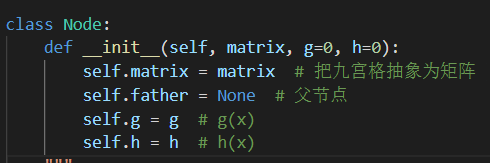 class Node:
    def __init__(self, matrix, g=0, h=0):
        self.matrix = matrix  # 把九宫格抽象为矩阵
        self.father = None  # 父节点
        self.g = g  # g(x)
        self.h = h  # h(x)
    """